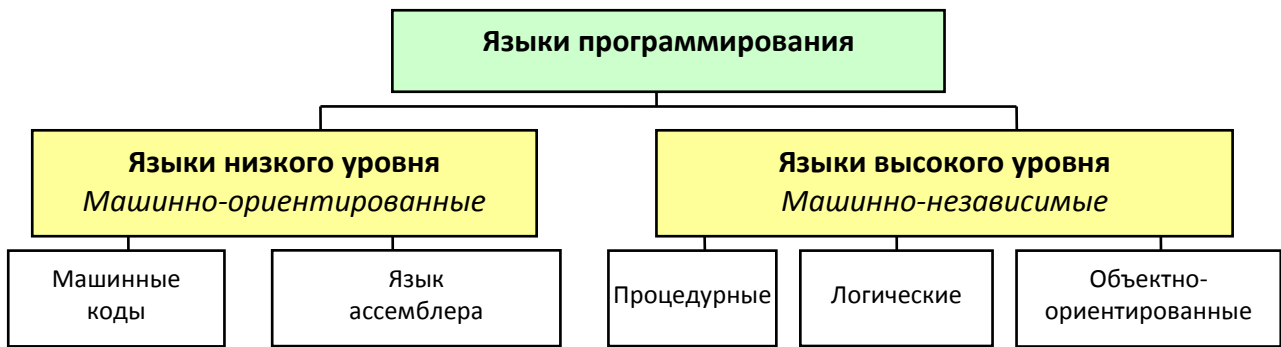 Языки программирования
Языки низкого уровня
Машинно-ориентированные
Языки высокого уровня
Машинно-независимые
Машинные
коды
Язык
ассемблера
Процедурные
Логические
Объектно-
ориентированные